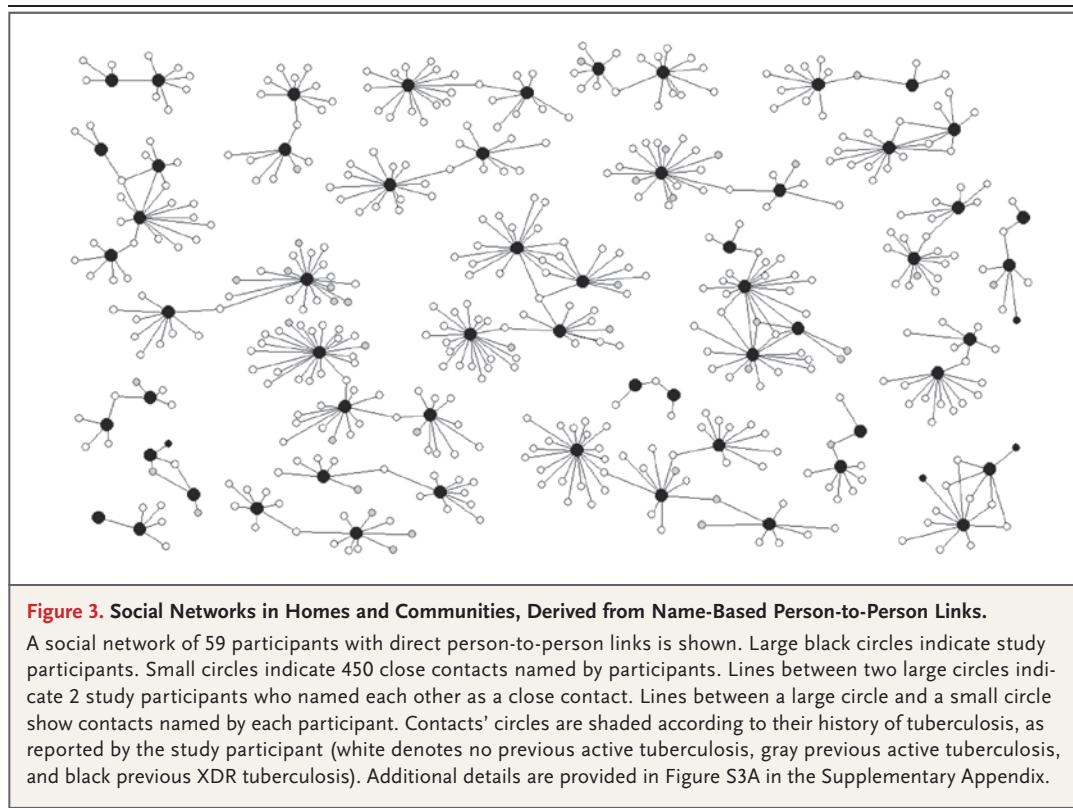 Figure 3. Social Networks in Homes and Communities, Derived from Name-Based Person-to-Person Links.
A social network of 59 participants with direct person-to-person links is shown. Large black circles indicate study
participants. Small circles indicate 450 close contacts named by participants. Lines between two large circles indi-
cate 2 study participants who named each other as a close contact. Lines between a large circle and a small circle
show contacts named by each participant. Contacts’ circles are shaded according to their history of tuberculosis, as
reported by the study participant (white denotes no previous active tuberculosis, gray previous active tuberculosis,
and black previous XDR tuberculosis). Additional details are provided in Figure S3A in the Supplementary Appendix.